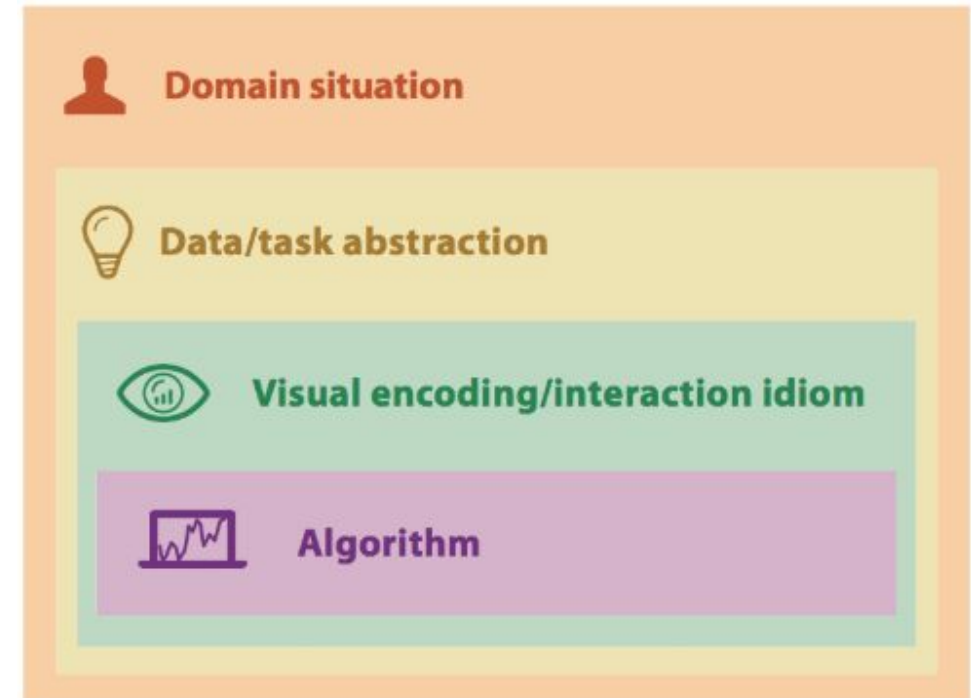 Domain situation
Data/task abstraction
Visual encoding/interaction idiom
Algorithm